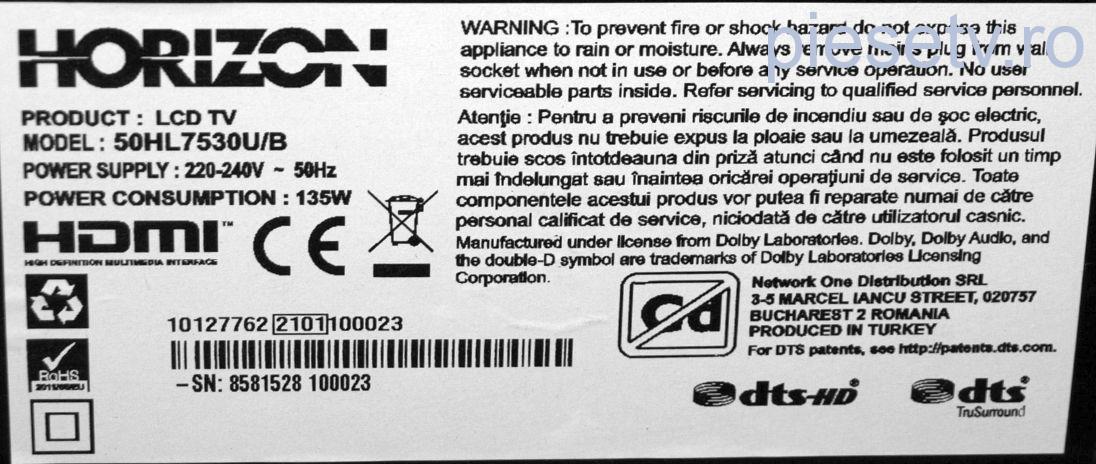 HORIZON
PRODUCT : LCD TV
MODEL : 50HL7530U/B
POWER SUPPLY : 220-240V ~ 50Hz
POWER CONSUMPTION : 135W
HDMI™
HIGH DEFINITION MULTIMEDIA INTERFACE
CE
RoHS
2011/65/EU
10127762 2101 100023
-SN: 8581528 100023
WARNING :To prevent fire or shock hazard do not expose this
appliance to rain or moisture. Always remove mains plug from wall
socket when not in use or before any service operation. No user
serviceable parts inside. Refer servicing to qualified service personnel.
piesetv.ro
Atenţie : Pentru a preveni riscurile de incendiu sau de şoc electric,
acest produs nu trebuie expus la ploaie sau la umezeală. Produsul
trebuie scos întotdeauna din priză atunci când nu este folosit un timp
mai îndelungat sau înaintea oricărei operaţiuni de service. Toate
componentele acestui produs vor putea fi reparate numai de către
personal calificat de service, niciodată de către utilizatorul casnic.
Manufactured under license from Dolby Laboratories. Dolby, Dolby Audio, and
the double-D symbol are trademarks of Dolby Laboratories Licensing
Corporation.
Cd
Network One Distribution SRL
3-5 MARCEL IANCU STREET, 020757
BUCHAREST 2 ROMANIA
PRODUCED IN TURKEY
For DTS patents, see http://patents.dts.com.
dts-HD®
dts®
TruSurround